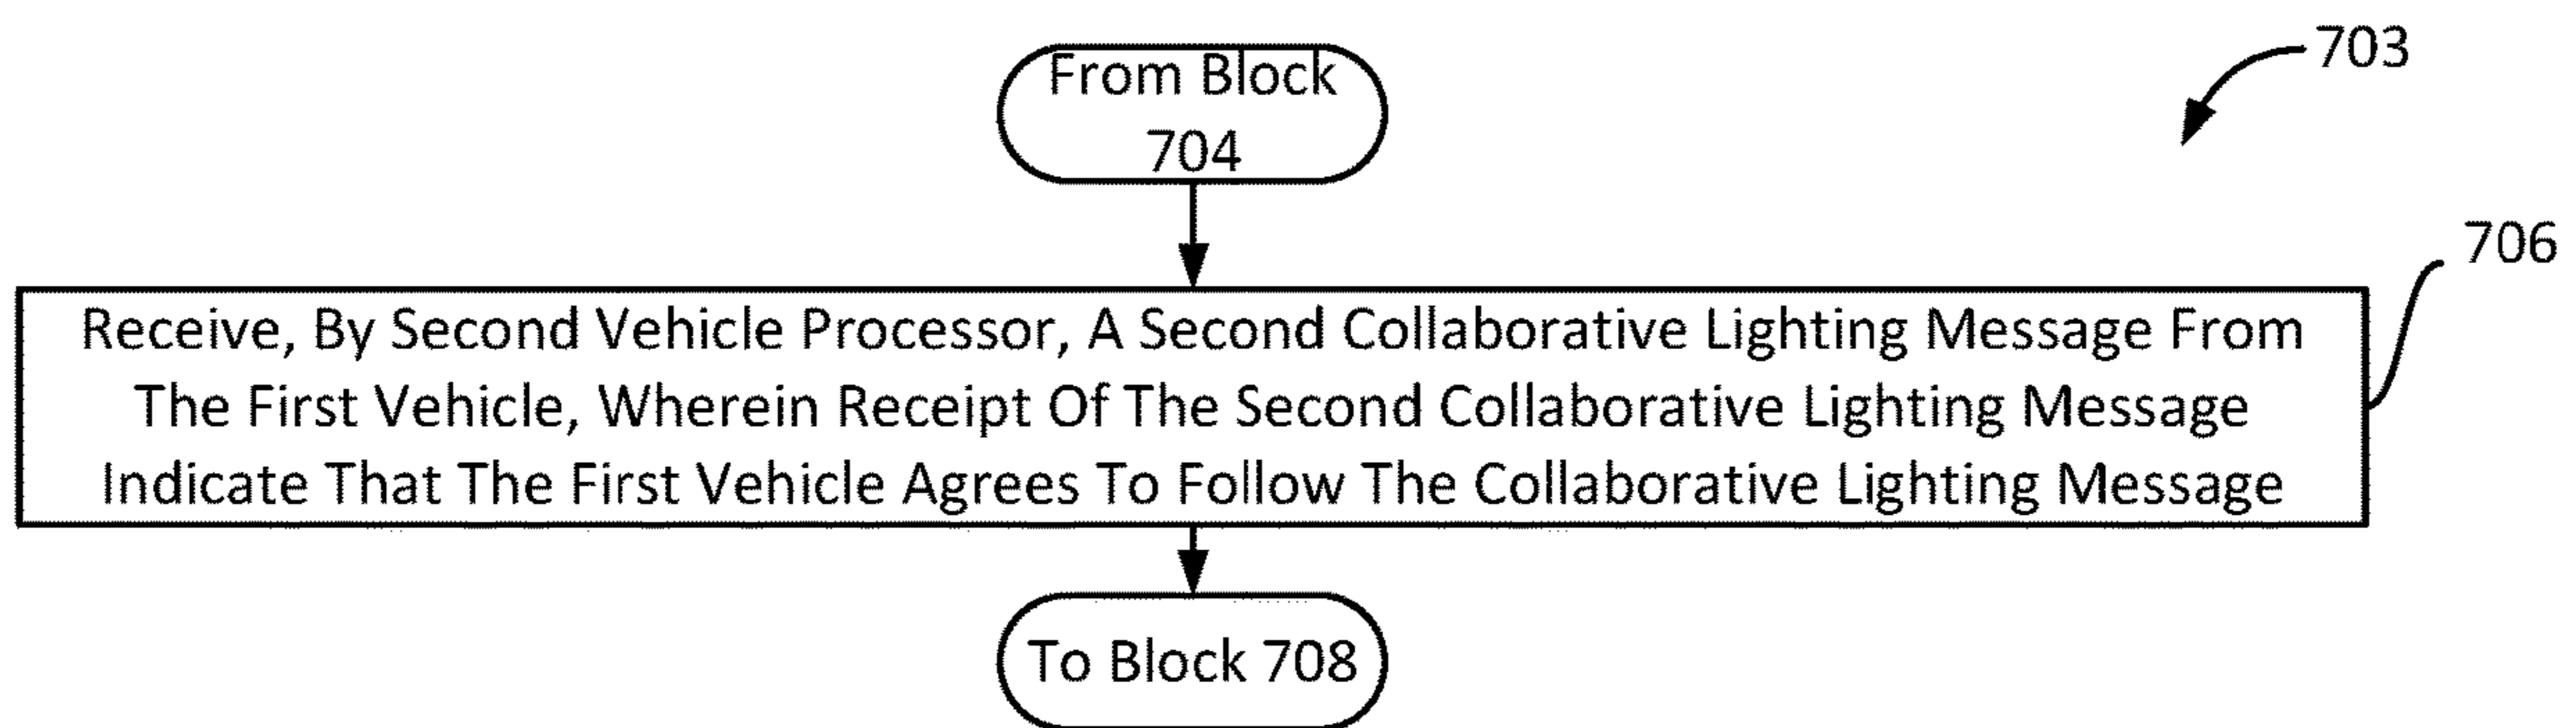 From Block
704
703
706
Receive, By Second Vehicle Processor, A Second Collaborative Lighting Message From
The First Vehicle, Wherein Receipt Of The Second Collaborative Lighting Message
Indicate That The First Vehicle Agrees To Follow The Collaborative Lighting Message
To Block 708